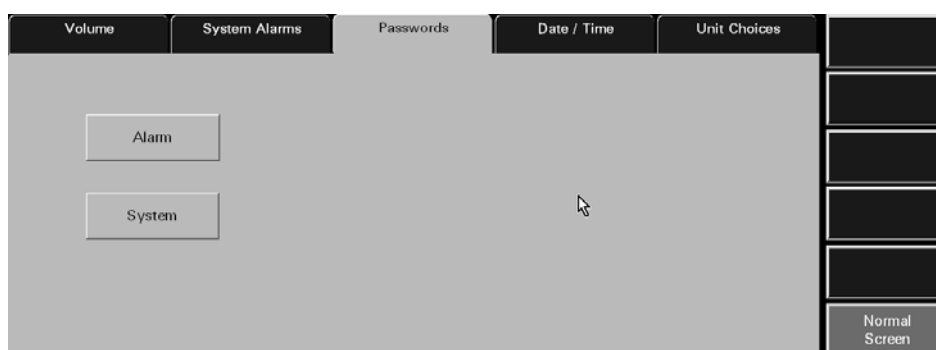 Volume
System Alarms
Passwords
Date / Time
Unit Choices
Alarm
System
Normal
Screen